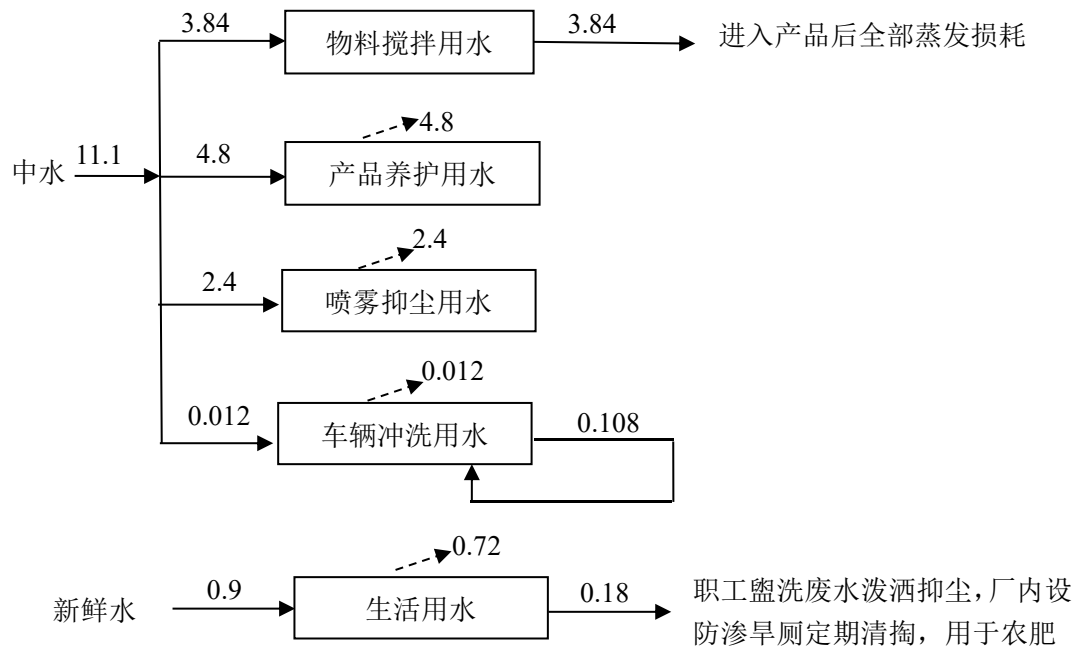 3.84
物料搅拌用水
3.84
进入产品后全部蒸发损耗
4.8
中水
11.1
4.8
产品养护用水
2.4
2.4
喷雾抑尘用水
0.012
0.012
车辆冲洗用水
0.108
0.72
新鲜水
0.9
生活用水
0.18
职工盥洗废水泼洒抑尘,厂内设
防渗旱厕定期清掏，用于农肥